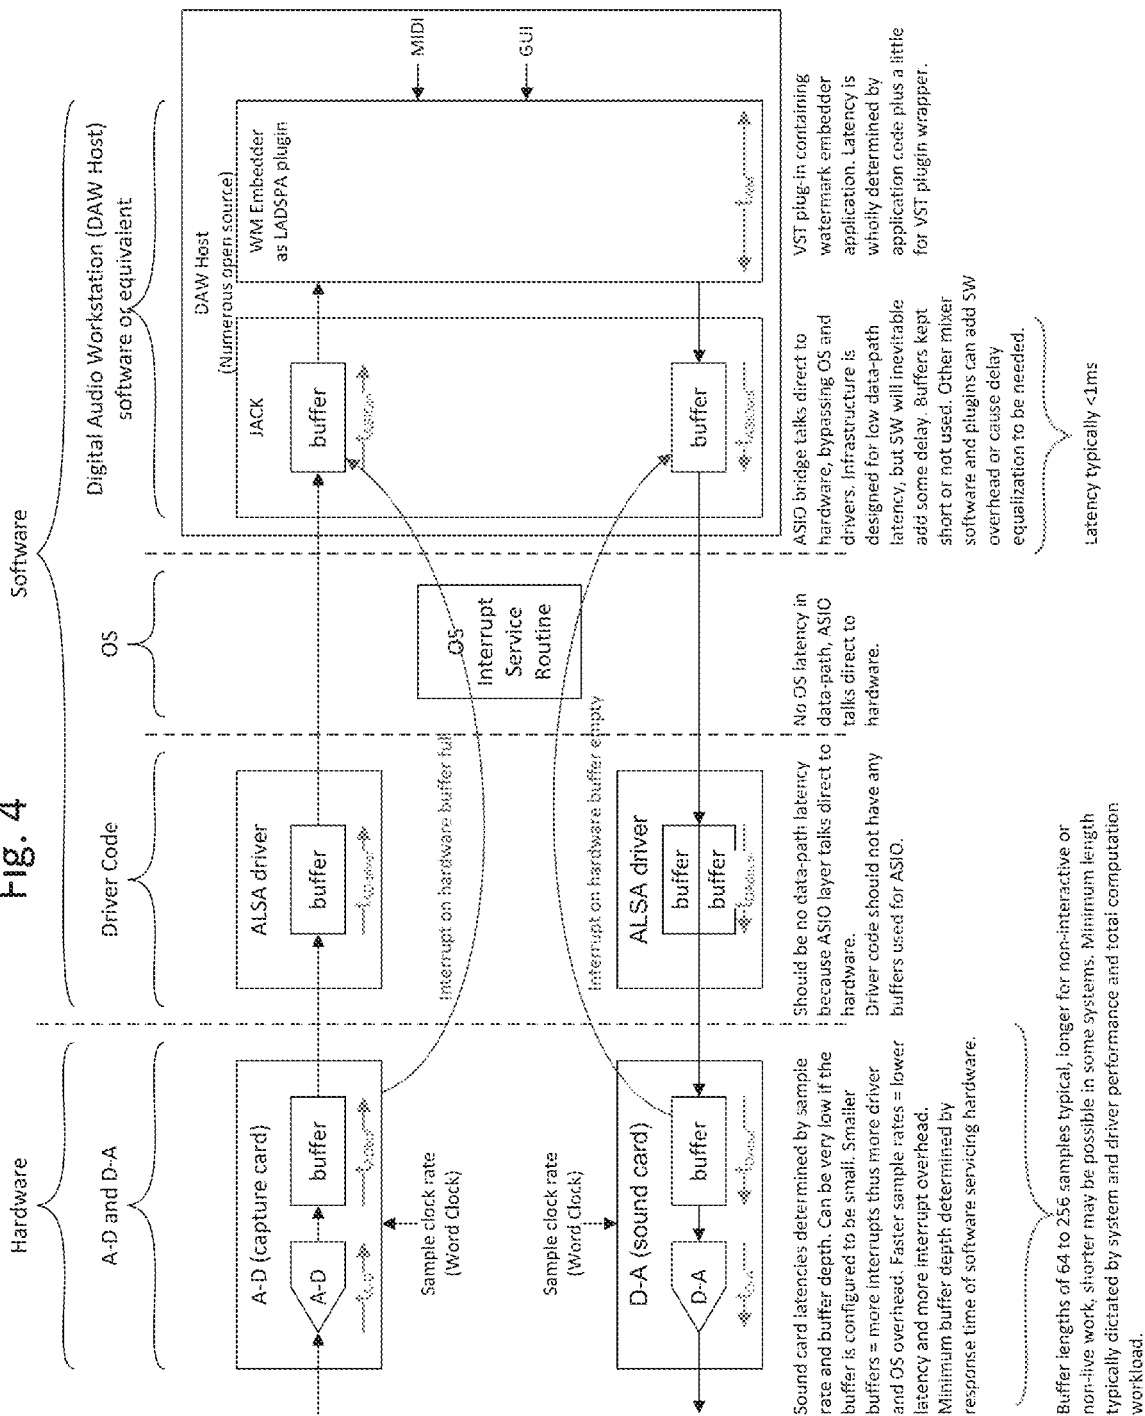 Fig. 4
Hardware
Software
A-D and D-A
Driver Code
OS
Digital Audio Workstation (DAW Host)
software or equivalent
DAW Host
(Numerous open source)
A-D (capture card)
A-D
buffer
ALSA driver
buffer
JACK
buffer
WM Embedder
as LADSPA plugin
MIDI
GUI
Sample clock rate
(Word Clock)
Interrupt on hardware buffer full
OS
Interrupt
Service
Routine
Sample clock rate
(Word Clock)
Interrupt on hardware buffer empty
D-A (sound card)
D-A
buffer
ALSA driver
buffer
buffer
buffer
Sound card latencies determined by sample
rate and buffer depth. Can be very low if the
buffer is configured to be small. Smaller
buffers = more interrupts thus more driver
and OS overhead. Faster sample rates = lower
latency and more interrupt overhead.
Minimum buffer depth determined by
response time of software servicing hardware.
Should be no data-path latency
because ASIO layer talks direct to
hardware.
Driver code should not have any
buffers used for ASIO.
No OS latency in
data-path, ASIO
talks direct to
hardware.
ASIO bridge talks direct to
hardware, bypassing OS and
drivers. Infrastructure is
designed for low data-path
latency, but SW will inevitable
add some delay. Buffers kept
short or not used. Other mixer
software and plugins can add SW
overhead or cause delay
equalization to be needed.
VST plug-in containing
watermark embedder
application. Latency is
wholly determined by
application code plus a little
for VST plugin wrapper.
Buffer lengths of 64 to 256 samples typical, longer for non-interactive or
non-live work, shorter may be possible in some systems. Minimum length
typically dictated by system and driver performance and total computation
workload.
Latency typically <1ms